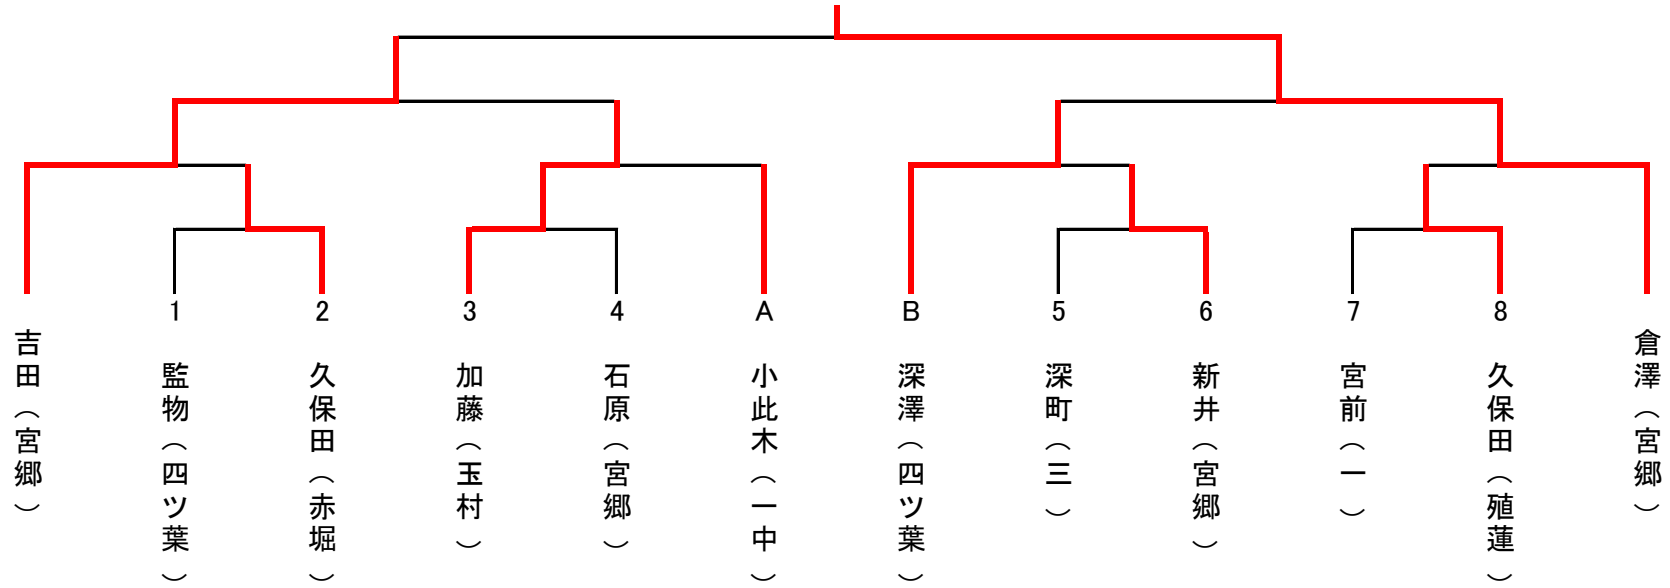 1 2 3 4 A B 5 6 7 8
吉田（宮郷）
監物（四ツ葉）
久保田（赤堀）
加藤（玉村）
石原（宮郷）
小此木（一中）
深澤（四ツ葉）
深町（三）
新井（宮郷）
宮前（一）
久保田（殖蓮）
倉澤（宮郷）